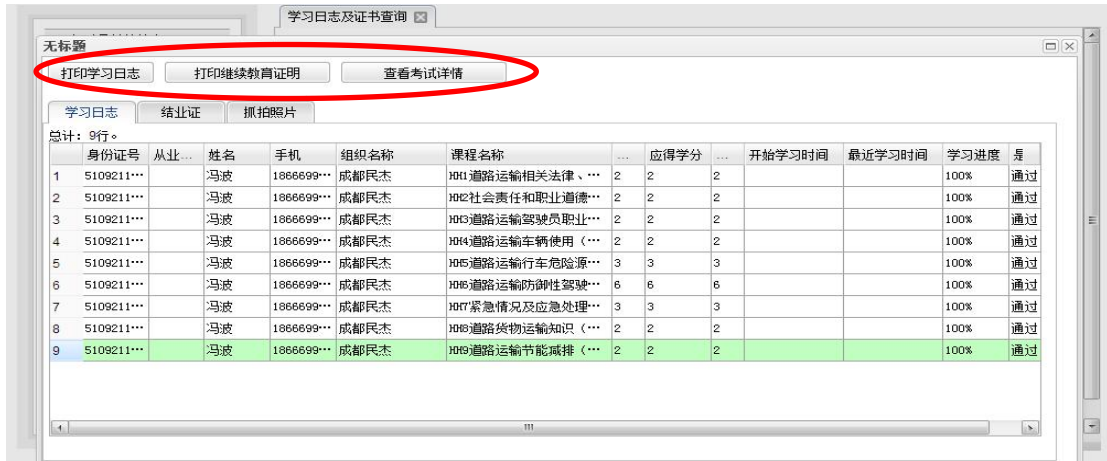 学习日志及证书查询
无标题
打印学习日志 打印继续教育证明 查看考试详情
学习日志 结业证 抓拍照片
总计：9行。
身份证号 从业... 姓名 手机 组织名称 课程名称 ... 应得学分 ... 开始学习时间 最近学习时间 学习进度
1 5109211… 冯波 1866699… 成都民杰 HH1道路运输相关法律、… 2 2 2 100% 通过
2 5109211… 冯波 1866699… 成都民杰 HH2社会责任和职业道德… 2 2 2 100% 通过
3 5109211… 冯波 1866699… 成都民杰 HH3道路运输驾驶员职业… 2 2 2 100% 通过
4 5109211… 冯波 1866699… 成都民杰 HH4道路运输车辆使用（… 2 2 2 100% 通过
5 5109211… 冯波 1866699… 成都民杰 HH5道路运输行车危险源… 3 3 3 100% 通过
6 5109211… 冯波 1866699… 成都民杰 HH6道路运输防御性驾驶… 6 6 6 100% 通过
7 5109211… 冯波 1866699… 成都民杰 HH7紧急情况及应急处理… 3 3 3 100% 通过
8 5109211… 冯波 1866699… 成都民杰 HH8道路货物运输知识（… 2 2 2 100% 通过
9 5109211… 冯波 1866699… 成都民杰 HH9道路运输节能减排（… 2 2 2 100% 通过